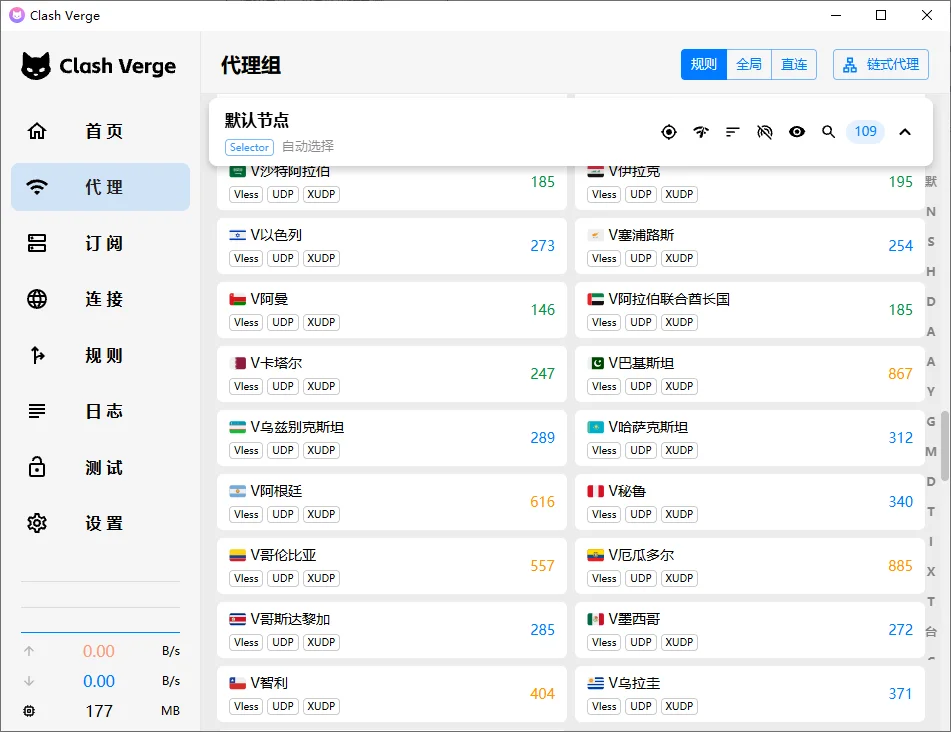 Clash Verge
Clash Verge
首页
代理
订阅
连接
规则
日志
测试
设置
0.00 B/s
0.00 B/s
177 MB
代理组
规则 全局 直连 链式代理
默认节点
Selector 自动选择
109
V沙特阿拉伯
Vless UDP XUDP
185
V伊拉克
Vless UDP XUDP
195
V以色列
Vless UDP XUDP
273
V塞浦路斯
Vless UDP XUDP
254
V阿曼
Vless UDP XUDP
146
V阿拉伯联合酋长国
Vless UDP XUDP
185
V卡塔尔
Vless UDP XUDP
247
V巴基斯坦
Vless UDP XUDP
867
V乌兹别克斯坦
Vless UDP XUDP
289
V哈萨克斯坦
Vless UDP XUDP
312
V阿根廷
Vless UDP XUDP
616
V秘鲁
Vless UDP XUDP
340
V哥伦比亚
Vless UDP XUDP
557
V厄瓜多尔
Vless UDP XUDP
885
V哥斯达黎加
Vless UDP XUDP
285
V墨西哥
Vless UDP XUDP
272
V智利
Vless UDP XUDP
404
V乌拉圭
Vless UDP XUDP
371
默
N
S
H
D
A
A
Y
G
M
D
T
I
X
T
台